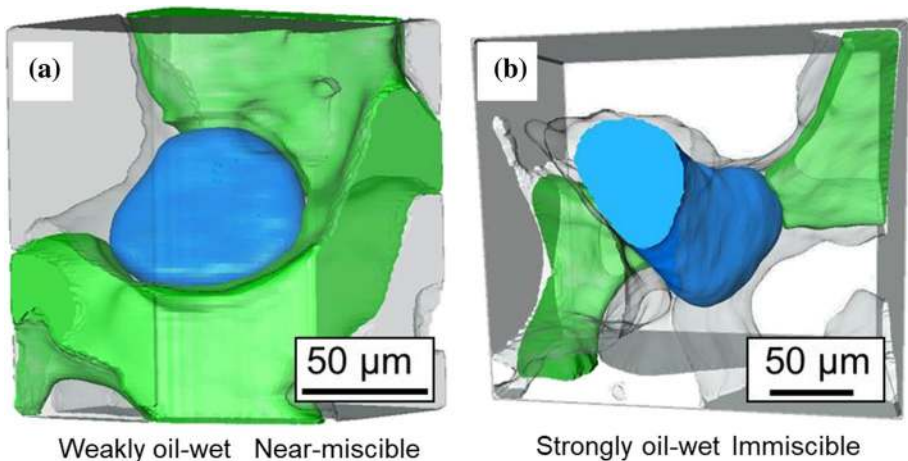 (a)
(b)
50 μm
50 μm
Weakly oil-wet Near-miscible
Strongly oil-wet Immiscible